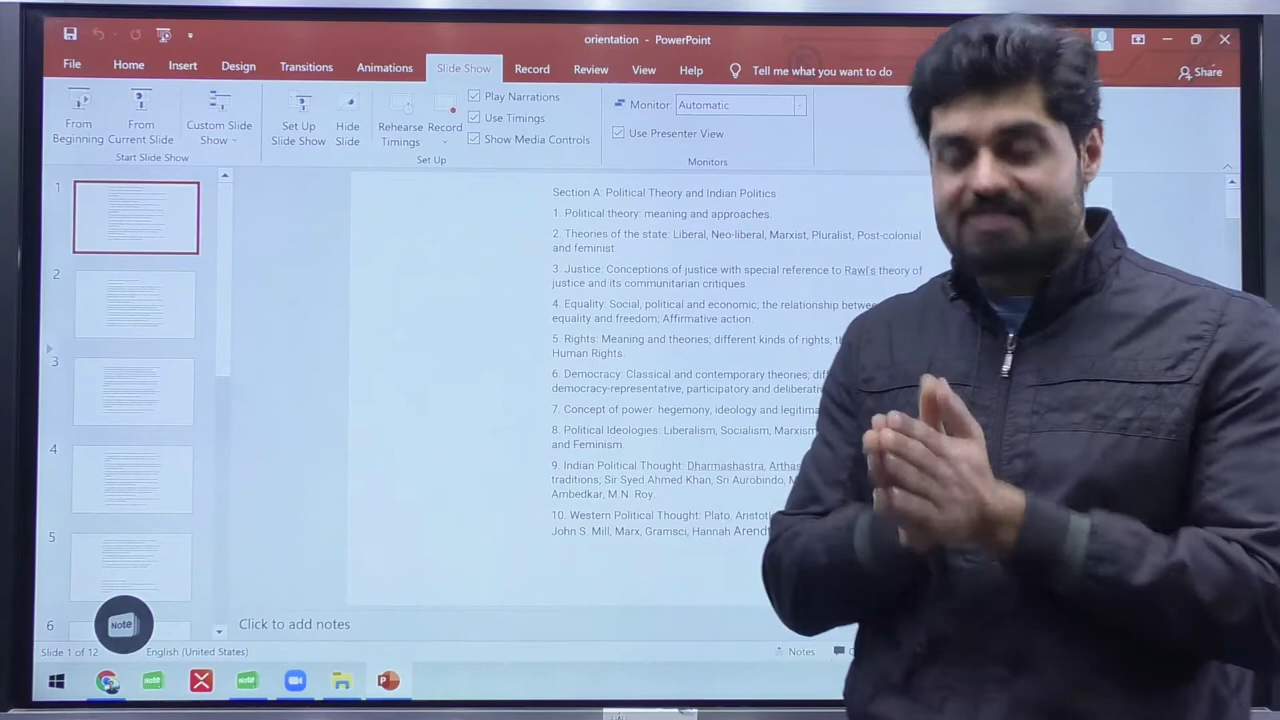 orientation - PowerPoint
File Home Insert Design Transitions Animations Slide Show Record Review View Help Tell me what you want to do Share
From Beginning
From Current Slide
Custom Slide Show
Start Slide Show
Set Up Slide Show
Hide Slide
Rehearse Timings
Record
Play Narrations
Use Timings
Show Media Controls
Set Up
Monitor: Automatic
Use Presenter View
Monitors
1
2
3
4
5
6
Section A: Political Theory and Indian Politics
1. Political theory: meaning and approaches.
2. Theories of the state: Liberal, Neo-liberal, Marxist, Pluralist, Post-colonial
and feminist
3. Justice: Conceptions of justice with special reference to Rawl's theory of
justice and its communitarian critiques
4. Equality: Social, political and economic; the relationship
equality and freedom; Affirmative action.
5. Rights: Meaning and theories; different kinds of rights;
Human Rights.
6. Democracy: Classical and contemporary theories;
democracy-representative, participatory and
7. Concept of power: hegemony, ideology and
8. Political Ideologies: Liberalism, Socialism, Marxism
and Feminism.
9. Indian Political Thought: Dharmashastra,
traditions; Sir Syed Ahmed Khan, Sri Aurobindo,
Ambedkar, M.N. Roy.
10. Western Political Thought: Plato,
John S. Mill, Marx, Gramsci, Hannah
Note
Click to add notes
Slide 1 of 12 English (United States) Notes
Note Note